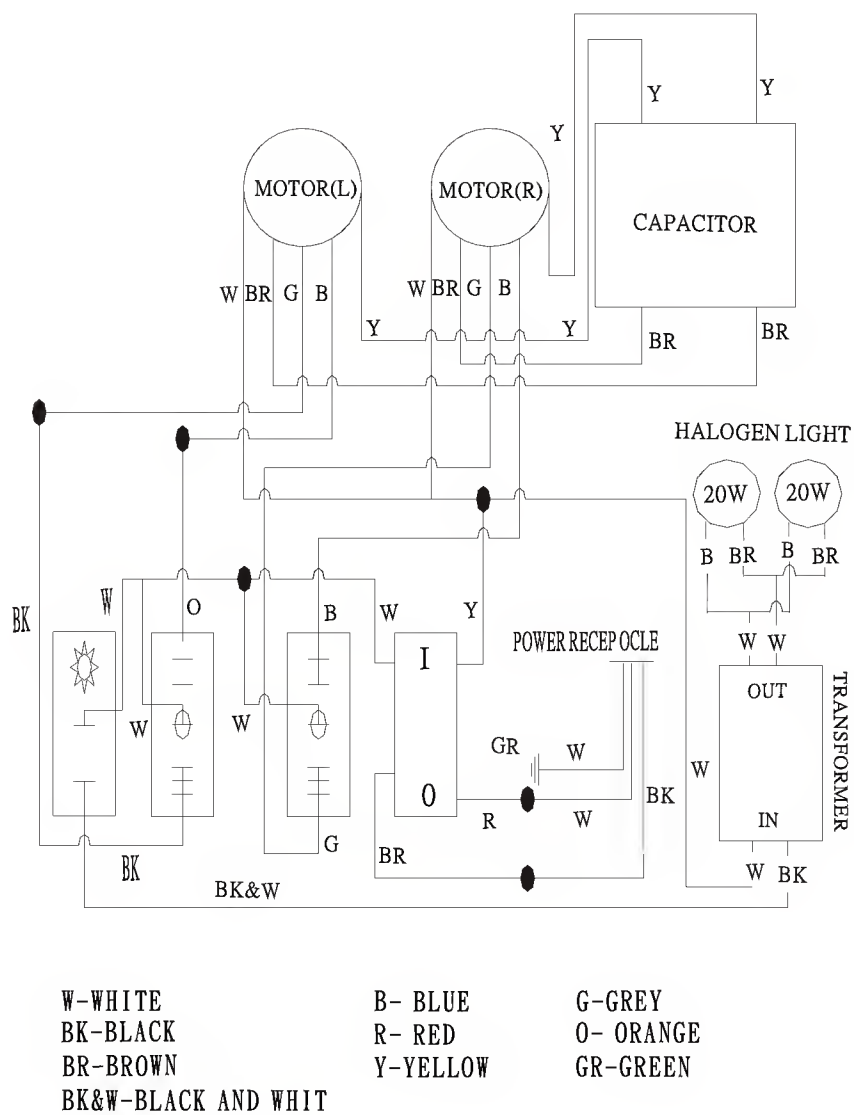 Y Y
Y
MOTOR(L) MOTOR(R) CAPACITOR
W BR G B W BR G B
Y Y BR BR
HALOGEN LIGHT
20W 20W
B BR B BR
BK W O B W Y
POWER RECEP OCLE W W
I OUT
W W GR W W TRANSFORMER
O R W BK IN
BK G BR W BK
BK&W
W-WHITE B- BLUE G-GREY
BK-BLACK R- RED O- ORANGE
BR-BROWN Y-YELLOW GR-GREEN
BK&W-BLACK AND WHIT